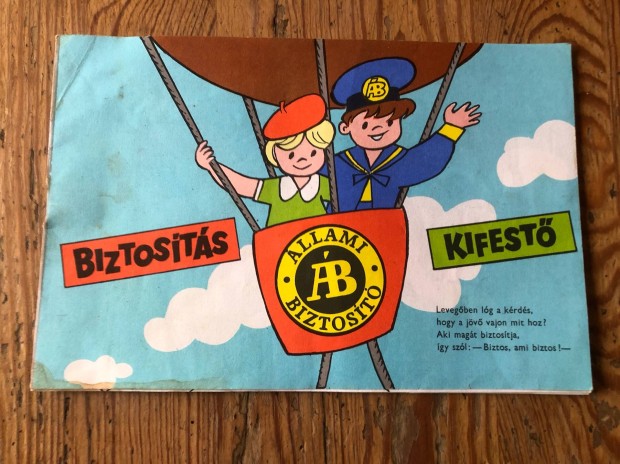 ÁB
BIZTOSÍTÁS
KIFESTŐ
ÁLLAMI
ÁB
BIZTOSÍTÓ
Levegőben lóg a kérdés,
hogy a jövő vajon mit hoz?
Aki magát biztosítja,
így szól: — Biztos, ami biztos! —